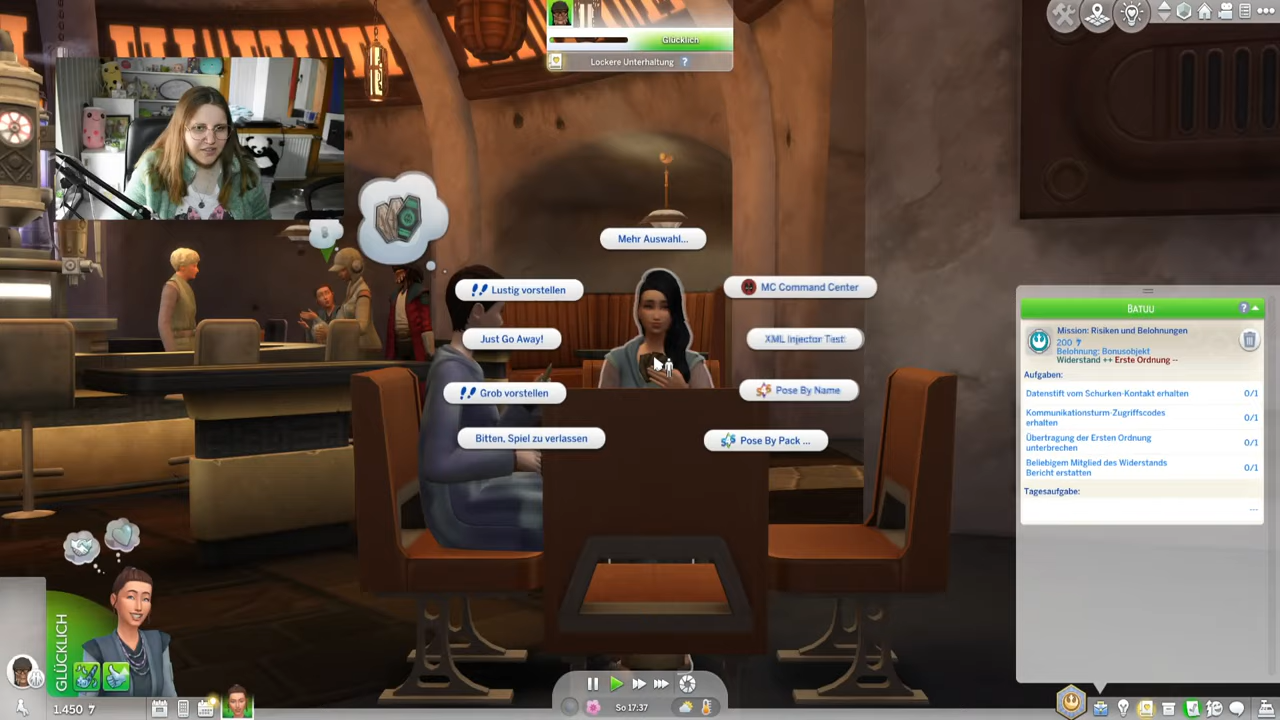 Glücklich
Lockere Unterhaltung ?
Mehr Auswahl...
Lustig vorstellen
MC Command Center
Just Go Away!
XML Injector Test
Grob vorstellen
Pose By Name
Bitten, Spiel zu verlassen
Pose By Pack ...
BATUU ?
Mission: Risiken und Belohnungen
200
Belohnung: Bonusobjekt
Widerstand ++ Erste Ordnung --
Aufgaben:
Datenstift vom Schurken-Kontakt erhalten 0/1
Kommunikationsturm-Zugriffscodes
erhalten 0/1
Übertragung der Ersten Ordnung
unterbrechen 0/1
Beliebigem Mitglied des Widerstands
Bericht erstatten 0/1
Tagesaufgabe:
---
GLÜCKLICH
1.450
So 17:37